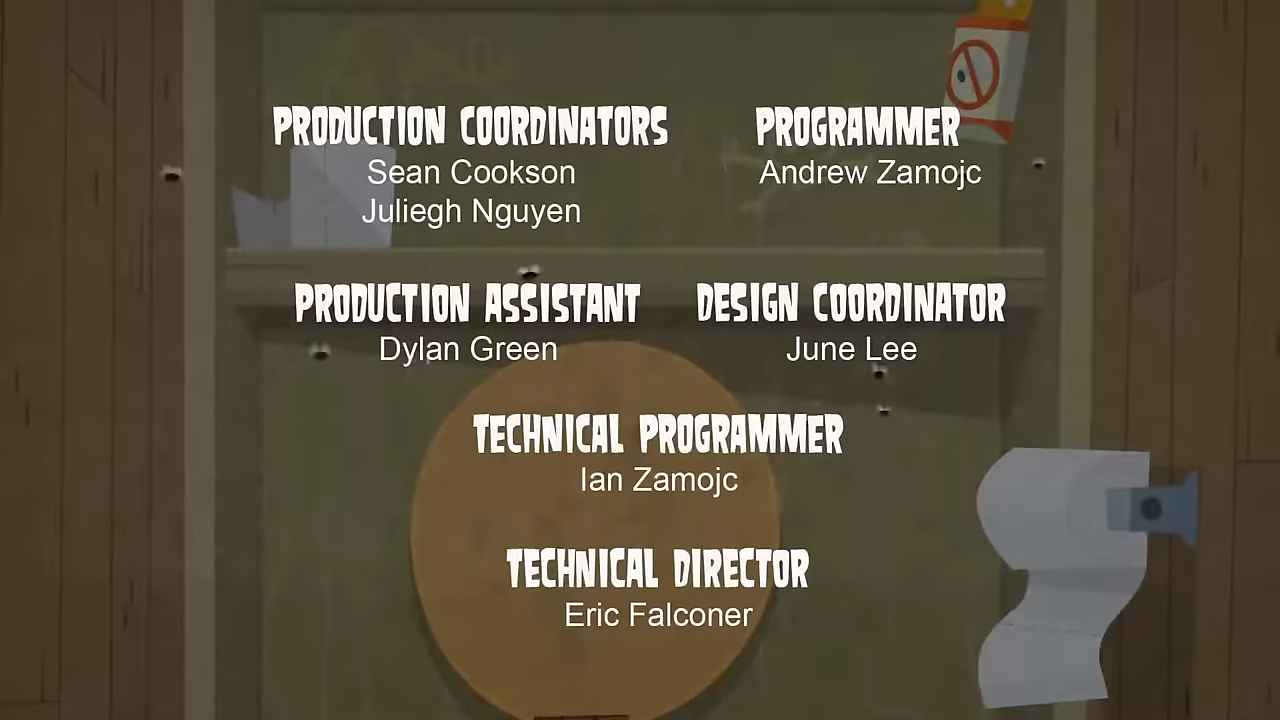 PRODUCTION COORDINATORS
Sean Cookson
Juliegh Nguyen
PROGRAMMER
Andrew Zamojc
PRODUCTION ASSISTANT
Dylan Green
DESIGN COORDINATOR
June Lee
TECHNICAL PROGRAMMER
Ian Zamojc
TECHNICAL DIRECTOR
Eric Falconer